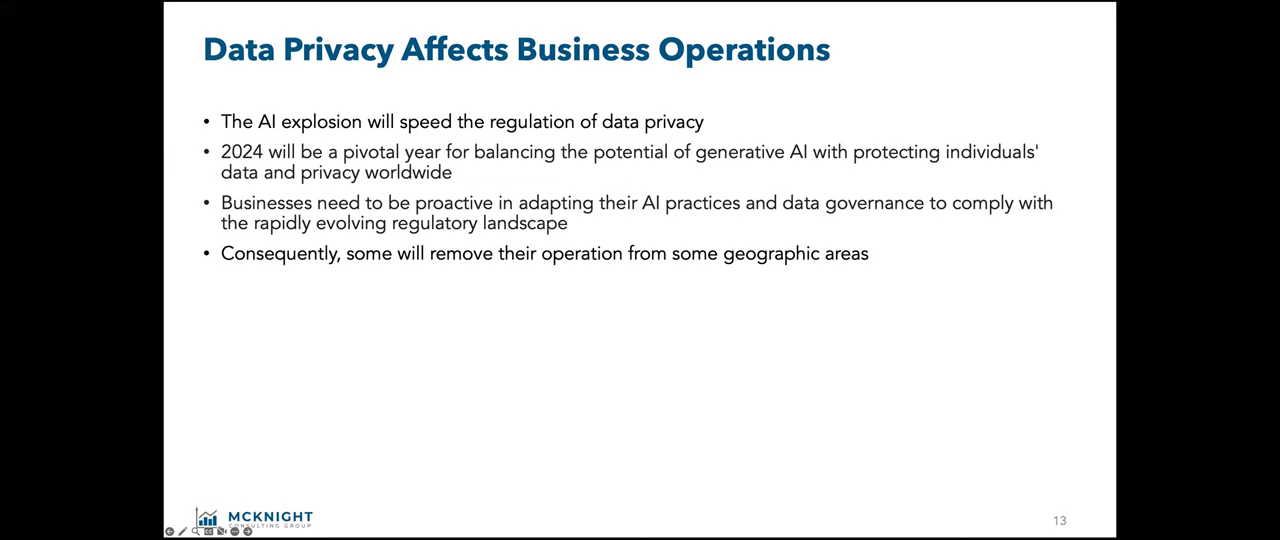 Data Privacy Affects Business Operations
• The AI explosion will speed the regulation of data privacy
• 2024 will be a pivotal year for balancing the potential of generative AI with protecting individuals'
data and privacy worldwide
• Businesses need to be proactive in adapting their AI practices and data governance to comply with
the rapidly evolving regulatory landscape
• Consequently, some will remove their operation from some geographic areas
MCKNIGHT
CONSULTING GROUP
13